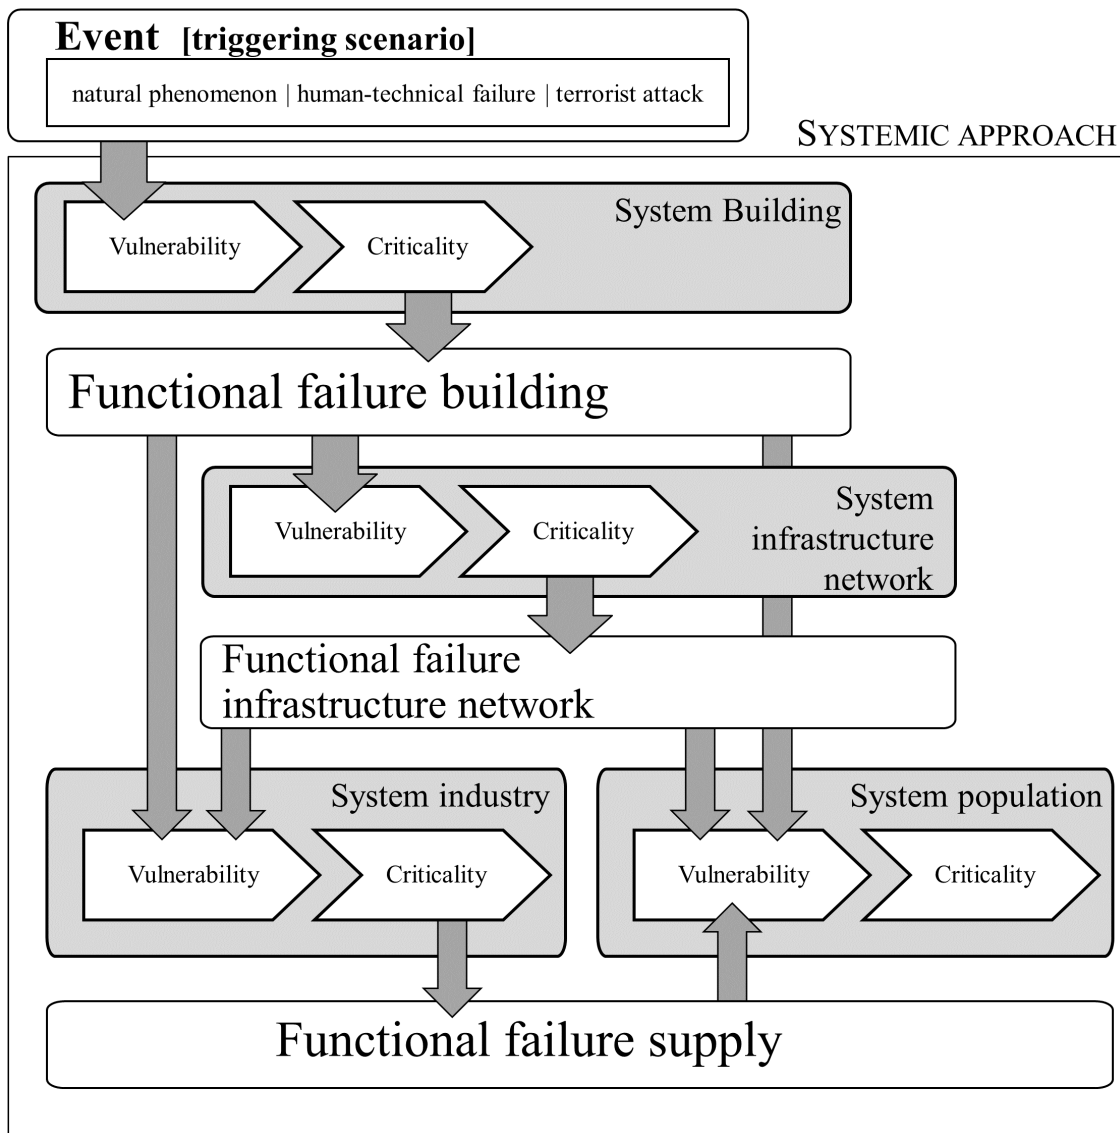 Event [triggering scenario]
natural phenomenon | human-technical failure | terrorist attack
SYSTEMIC APPROACH
System Building
Vulnerability
Criticality
Functional failure building
System
infrastructure
network
Vulnerability
Criticality
Functional failure
infrastructure network
System industry
Vulnerability
Criticality
System population
Vulnerability
Criticality
Functional failure supply